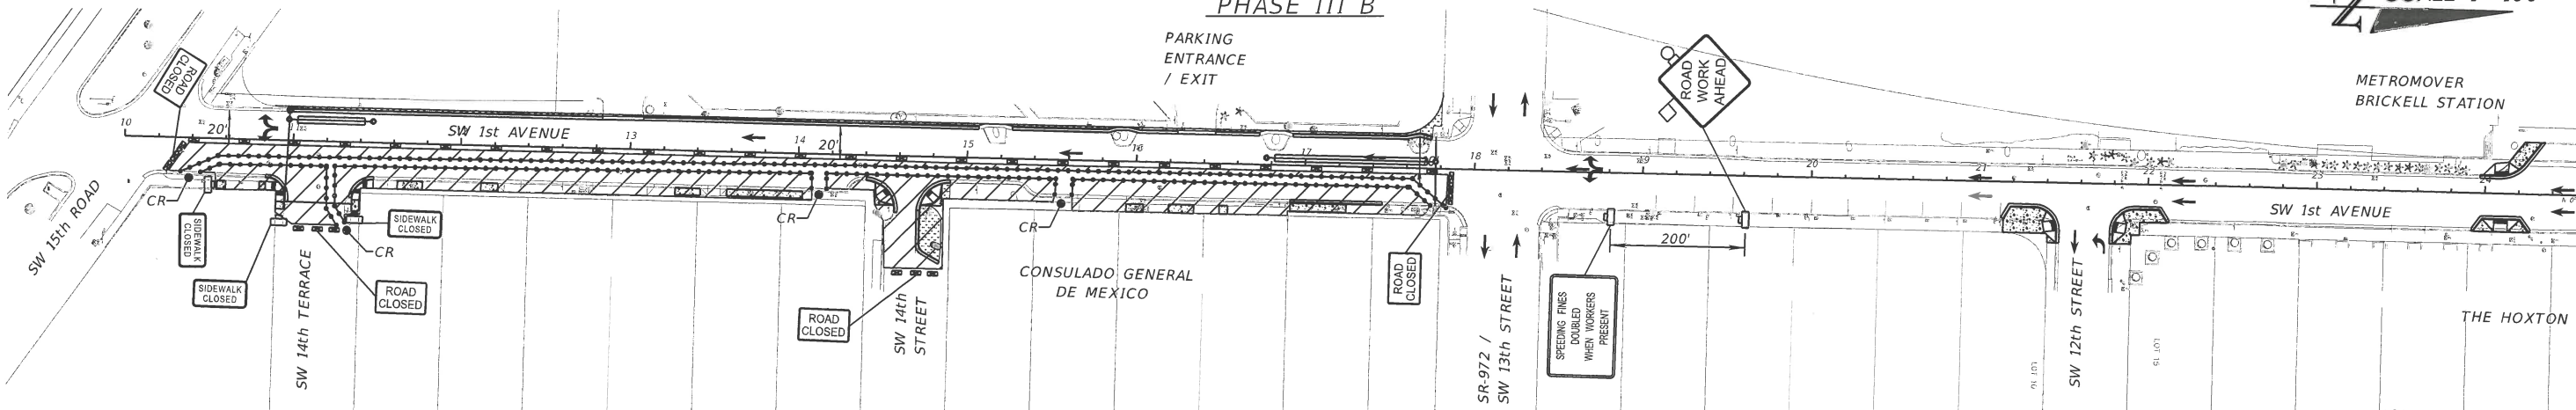 PHASE III B
PARKING
ENTRANCE
/ EXIT
ROAD
WORK
AHEAD
METROMOVER
BRICKELL STATION
ROAD
CLOSED
10
20'
SW 1st AVENUE
13
14
20'
15
16
17
18
19
20
21
22
23
24
SW 1st AVENUE
SW 15th ROAD
CR
SIDEWALK
CLOSED
SIDEWALK
CLOSED
SW 14th TERRACE
SIDEWALK
CLOSED
CR
ROAD
CLOSED
CR
ROAD
CLOSED
SW 14th
STREET
CR
CONSULADO GENERAL
DE MEXICO
ROAD
CLOSED
SR-972 /
SW 13th STREET
200'
SPEEDING FINES
DOUBLED
WHEN WORKERS
PRESENT
SW 12th STREET
LOT 16
LOT 15
THE HOXTON